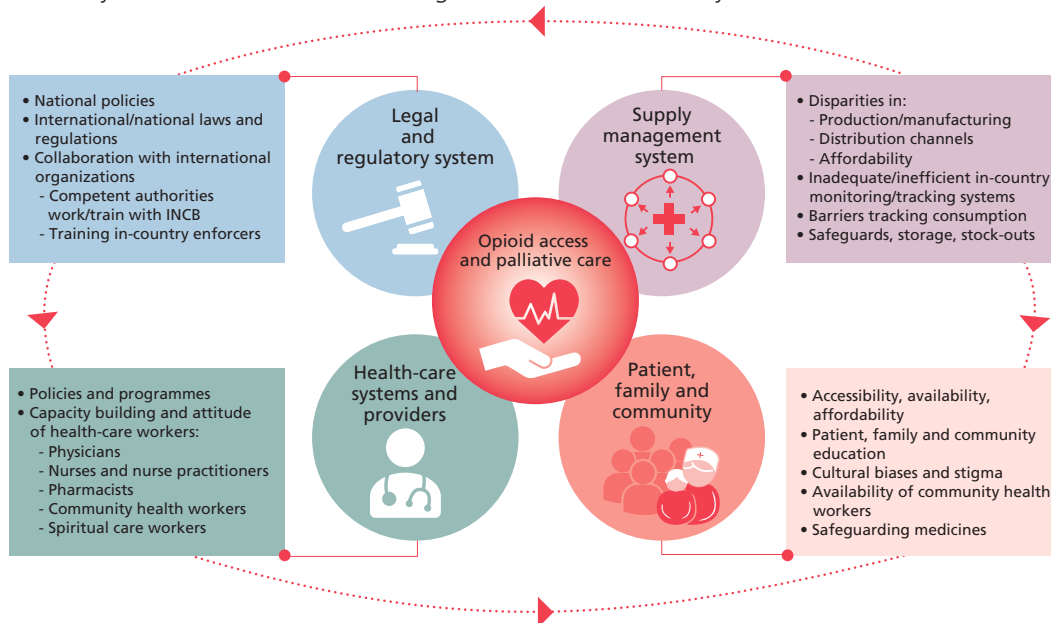 • National policies
• International/national laws and
regulations
• Collaboration with international
organizations
- Competent authorities
work/train with INCB
- Training in-country enforcers
Legal
and
regulatory system
Supply
management
system
• Disparities in:
- Production/manufacturing
- Distribution channels
- Affordability
• Inadequate/inefficient in-country
monitoring/tracking systems
• Barriers tracking consumption
• Safeguards, storage, stock-outs
Opioid access
and palliative care
• Policies and programmes
• Capacity building and attitude
of health-care workers:
- Physicians
- Nurses and nurse practitioners
- Pharmacists
- Community health workers
- Spiritual care workers
Health-care
systems and
providers
Patient,
family and
community
• Accessibility, availability,
affordability
• Patient, family and community
education
• Cultural biases and stigma
• Availability of community health
workers
• Safeguarding medicines